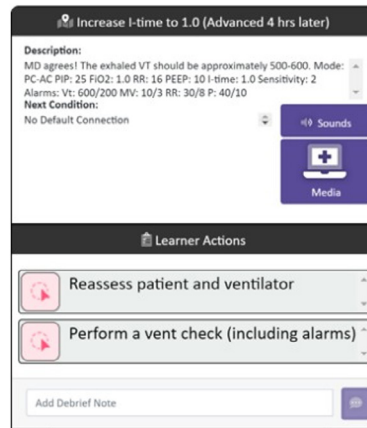 Increase I-time to 1.0 (Advanced 4 hrs later)
Description:
MD agrees! The exhaled VT should be approximately 500-600. Mode:
PC-AC PIP: 25 FiO2: 1.0 RR: 16 PEEP: 10 I-time: 1.0 Sensitivity: 2
Alarms: Vt: 600/200 MV: 10/3 RR: 30/8 P: 40/10
Next Condition:
No Default Connection
Sounds
Media
Learner Actions
Reassess patient and ventilator
Perform a vent check (including alarms)
Add Debrief Note